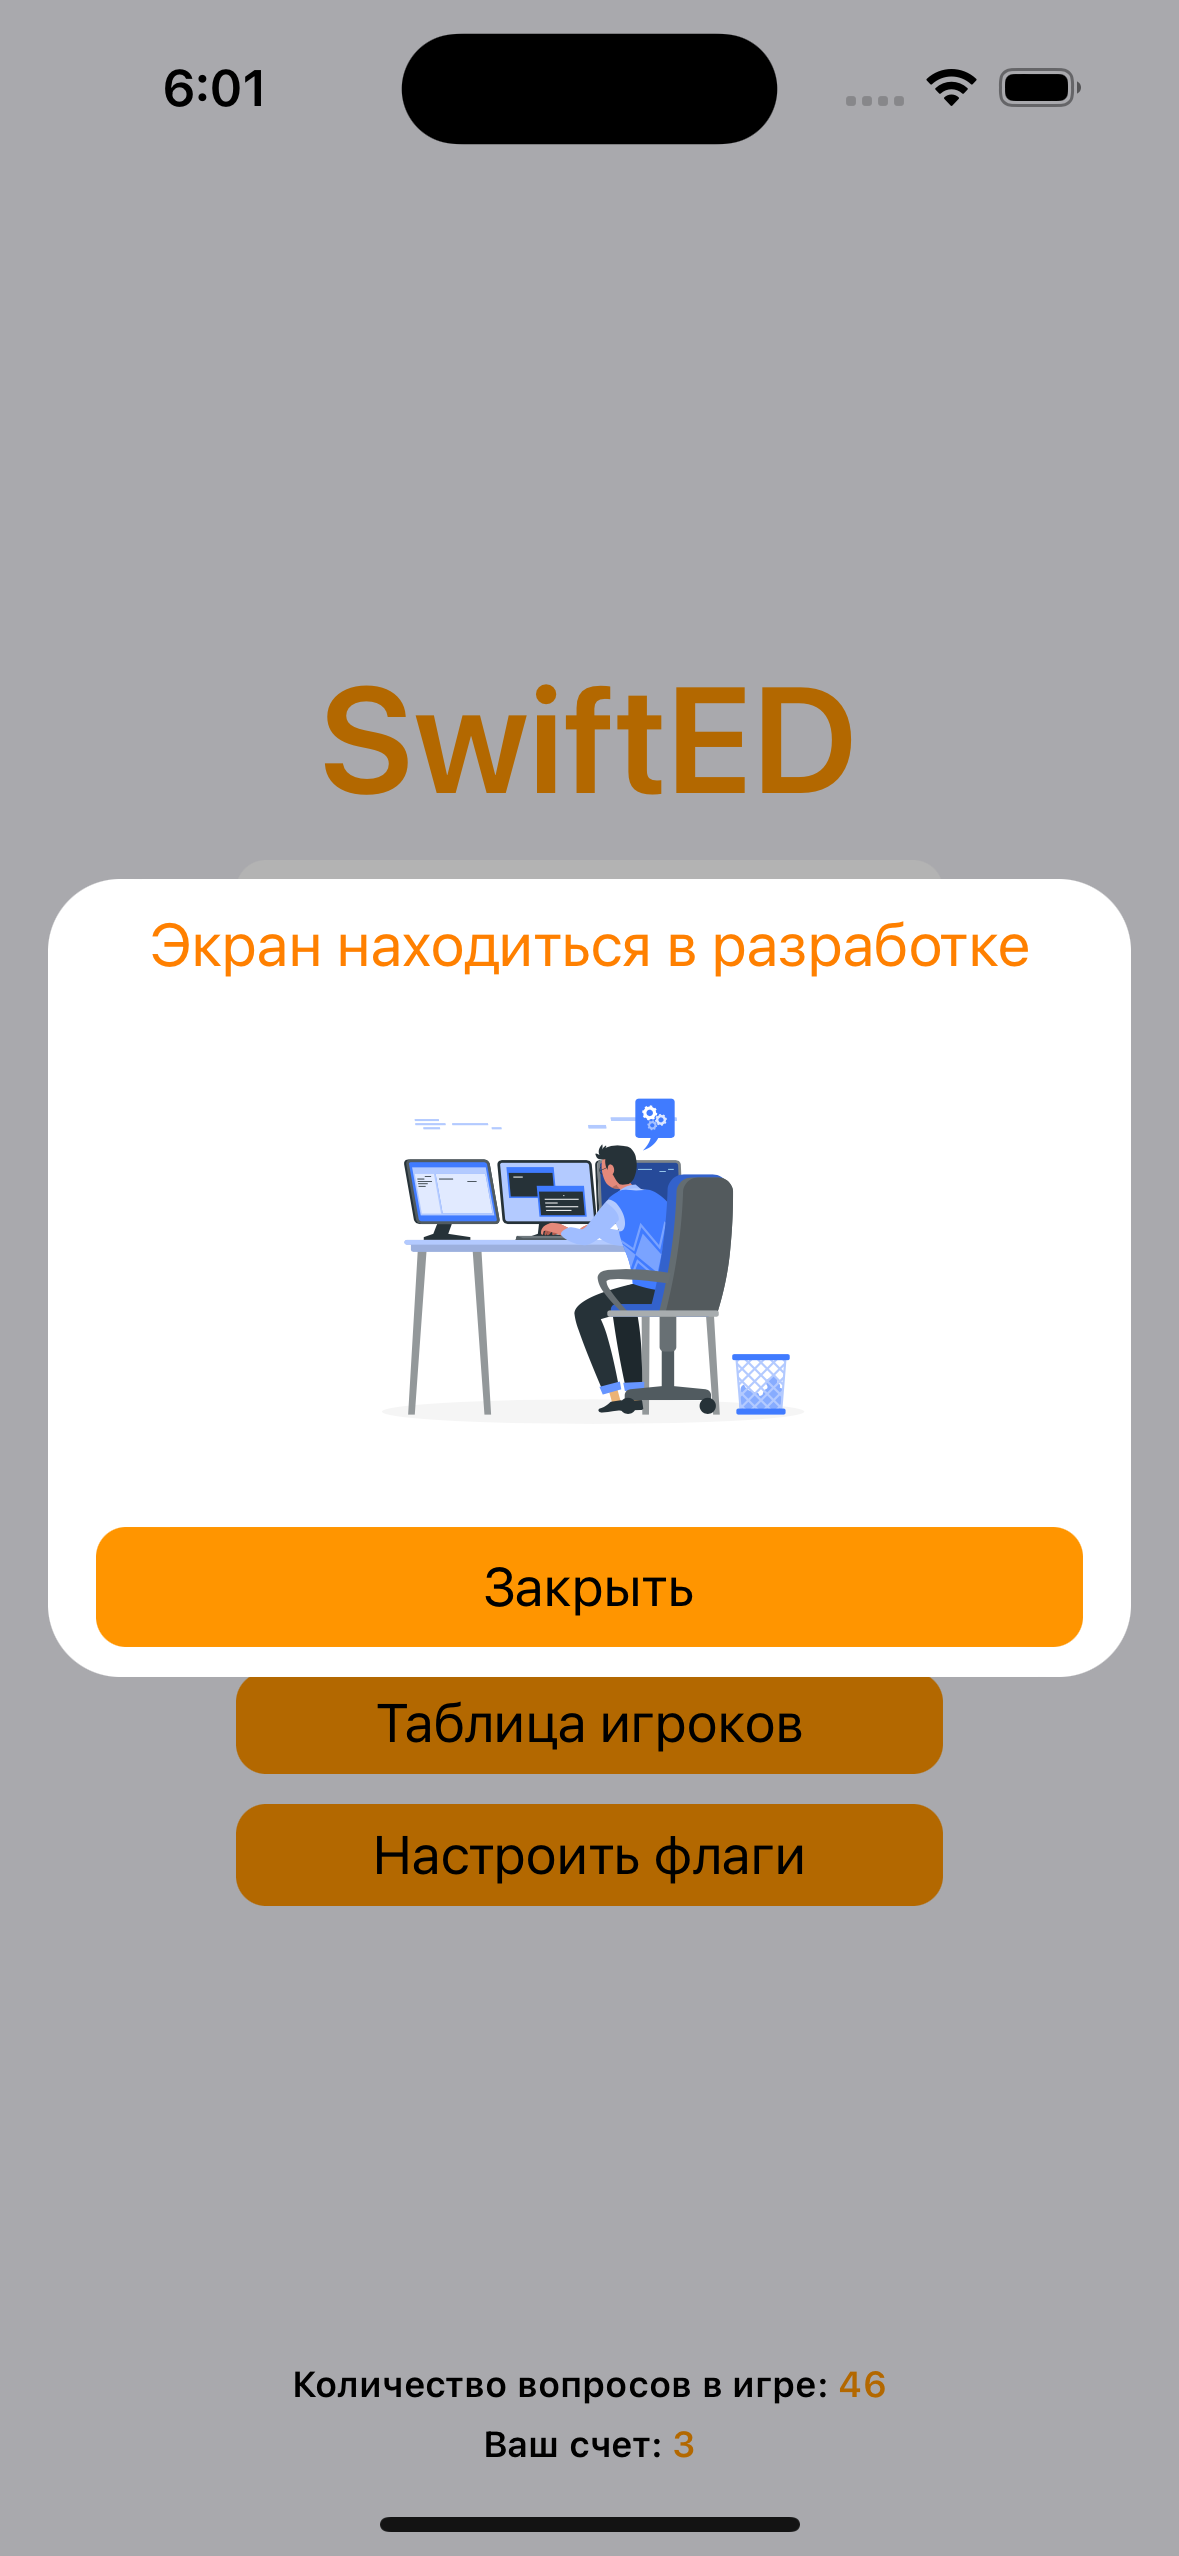 6:01
SwiftED
Экран находиться в разработке
Закрыть
Таблица игроков
Настроить флаги
Количество вопросов в игре: 46
Ваш счет: 3